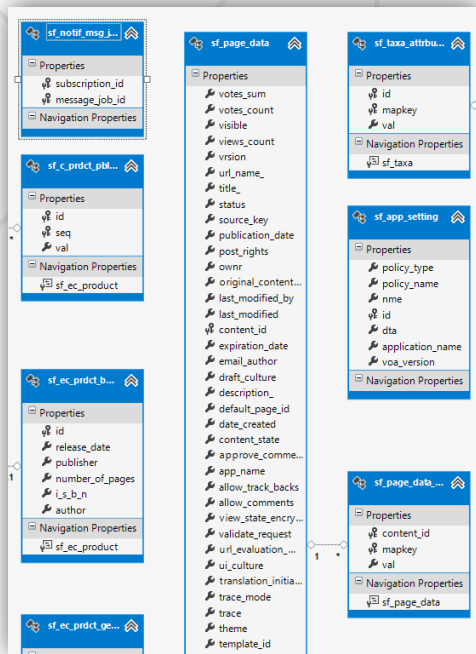 sf_notif_msg_j...
Properties
subscription_id
message_job_id
Navigation Properties
sf_c_prdct_pbl...
Properties
id
seq
val
Navigation Properties
sf_ec_product
*
sf_ec_prdct_b...
Properties
id
release_date
publisher
number_of_pages
i_s_b_n
author
Navigation Properties
sf_ec_product
1
sf_ec_prdct_ge...
sf_page_data
Properties
votes_sum
votes_count
visible
views_count
vrsion
url_name_
title_
status
source_key
publication_date
post_rights
ownr
original_content...
last_modified_by
last_modified
content_id
expiration_date
email_author
draft_culture
description_
default_page_id
date_created
content_state
approve_comme...
app_name
allow_track_backs
allow_comments
view_state_encry...
validate_request
url_evaluation_...
ui_culture
translation_initia...
trace_mode
trace
theme
template_id
1
*
sf_taxa_attrbu...
Properties
id
mapkey
val
Navigation Properties
sf_taxa
sf_app_setting
Properties
policy_type
policy_name
nme
id
dta
application_name
voa_version
Navigation Properties
sf_page_data_...
Properties
content_id
mapkey
val
Navigation Properties
sf_page_data